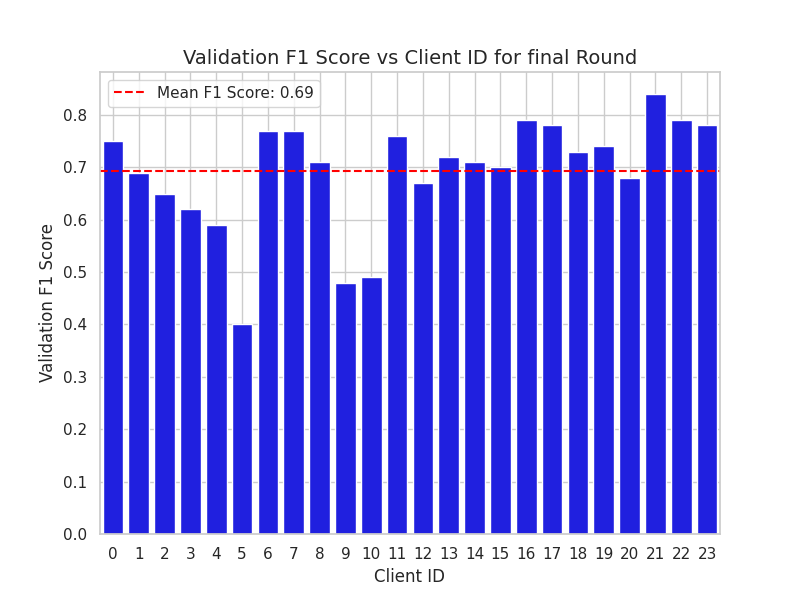 Validation F1 Score vs Client ID for final Round
Mean F1 Score: 0.69
Validation F1 Score
0.8
0.7
0.6
0.5
0.4
0.3
0.2
0.1
0.0
0 1 2 3 4 5 6 7 8 9 10 11 12 13 14 15 16 17 18 19 20 21 22 23
Client ID